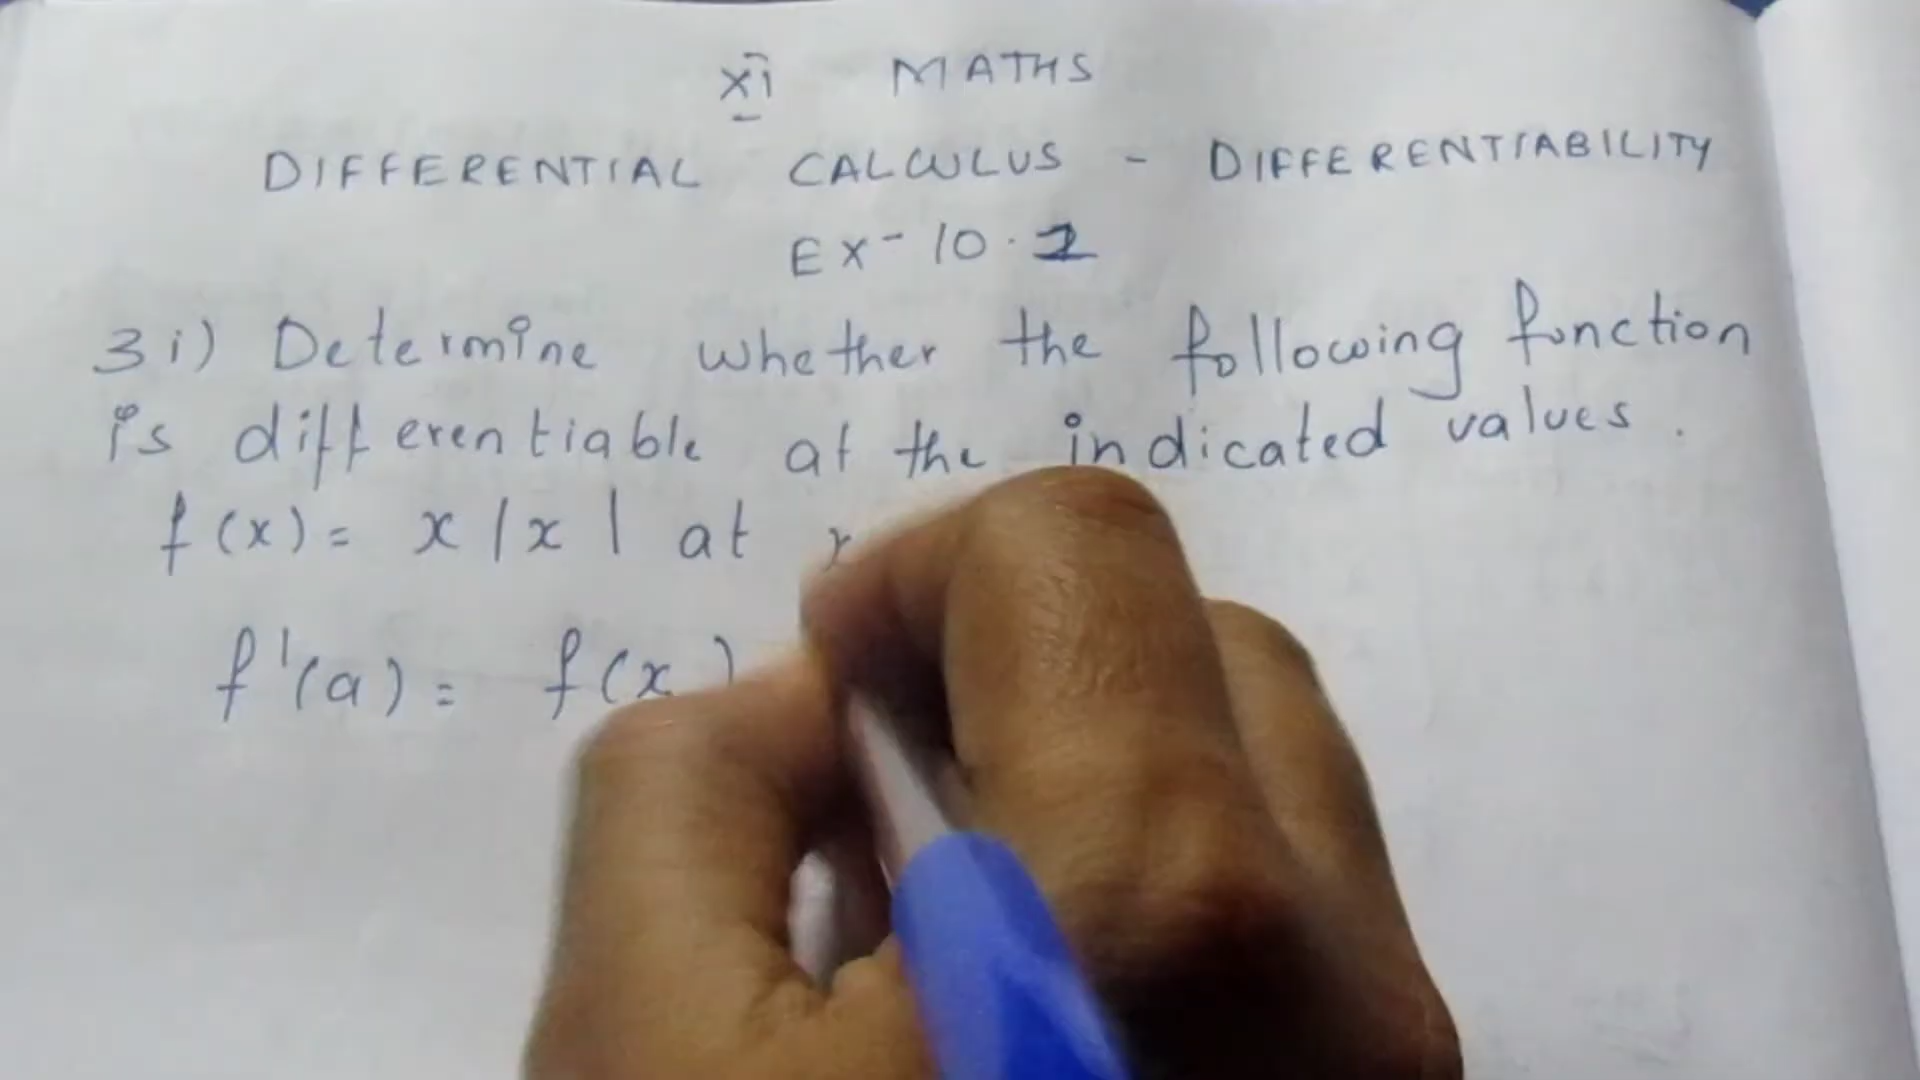 XI MATHS
DIFFERENTIAL CALCULUS - DIFFERENTIABILITY
EX-10.1
3i) Determine whether the following function
is differentiable at the indicated values.
f(x) = x|x| at x
f'(a) = f(x)